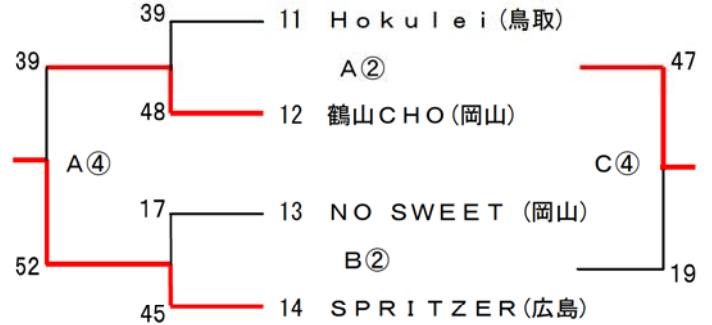 39 11 Ｈｏｋｕｌｅｉ(鳥取)
39 A② 47
48 12 鶴山ＣＨＯ(岡山)
A④ C④
17 13 ＮＯ ＳＷＥＥＴ (岡山)
52 B② 19
45 14 ＳＰＲＩＴＺＥＲ(広島)